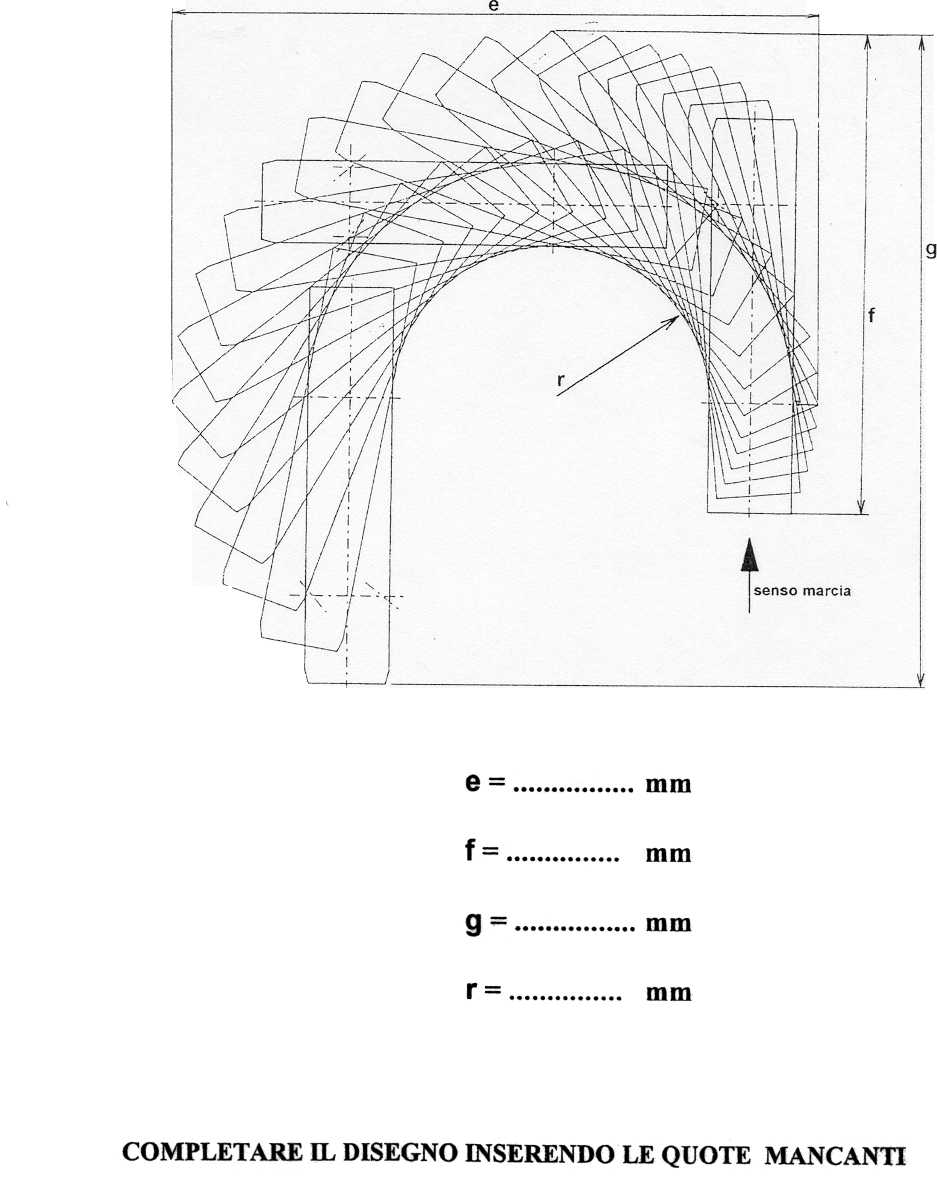 e
g
f
r
senso marcia
e = ................ mm
f = ............... mm
g = ................ mm
r = ............... mm
COMPLETARE IL DISEGNO INSERENDO LE QUOTE MANCANTI